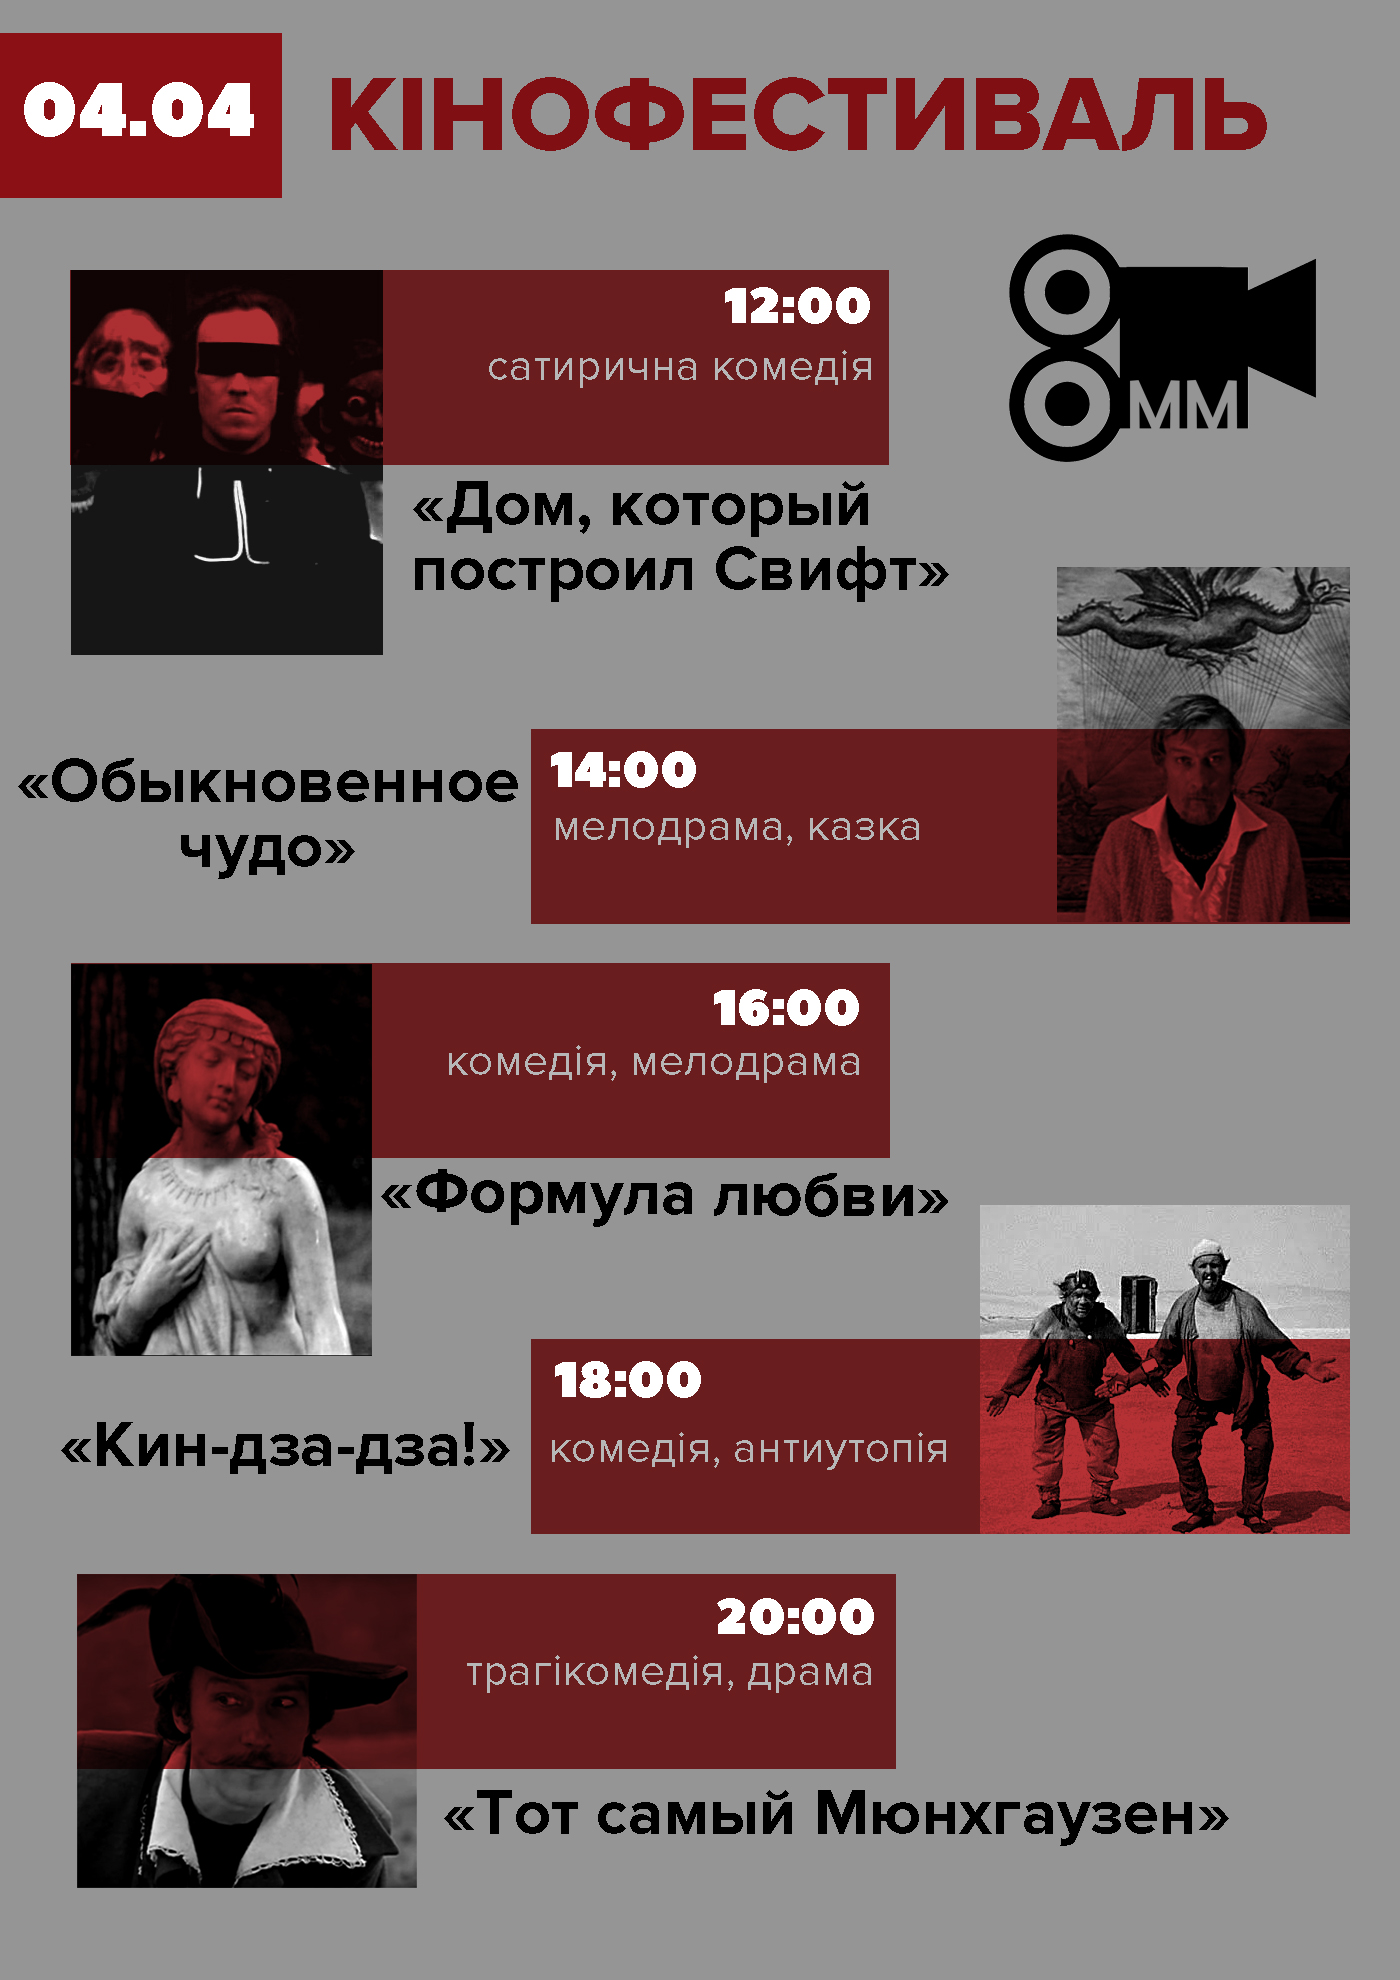 04.04
КІНОФЕСТИВАЛЬ
ММ
12:00
сатирична комедія
«Дом, который
построил Свифт»
«Обыкновенное
чудо»
14:00
мелодрама, казка
16:00
комедія, мелодрама
«Формула любви»
18:00
«Кин-дза-дза!»
комедія, антиутопія
20:00
трагікомедія, драма
«Тот самый Мюнхгаузен»